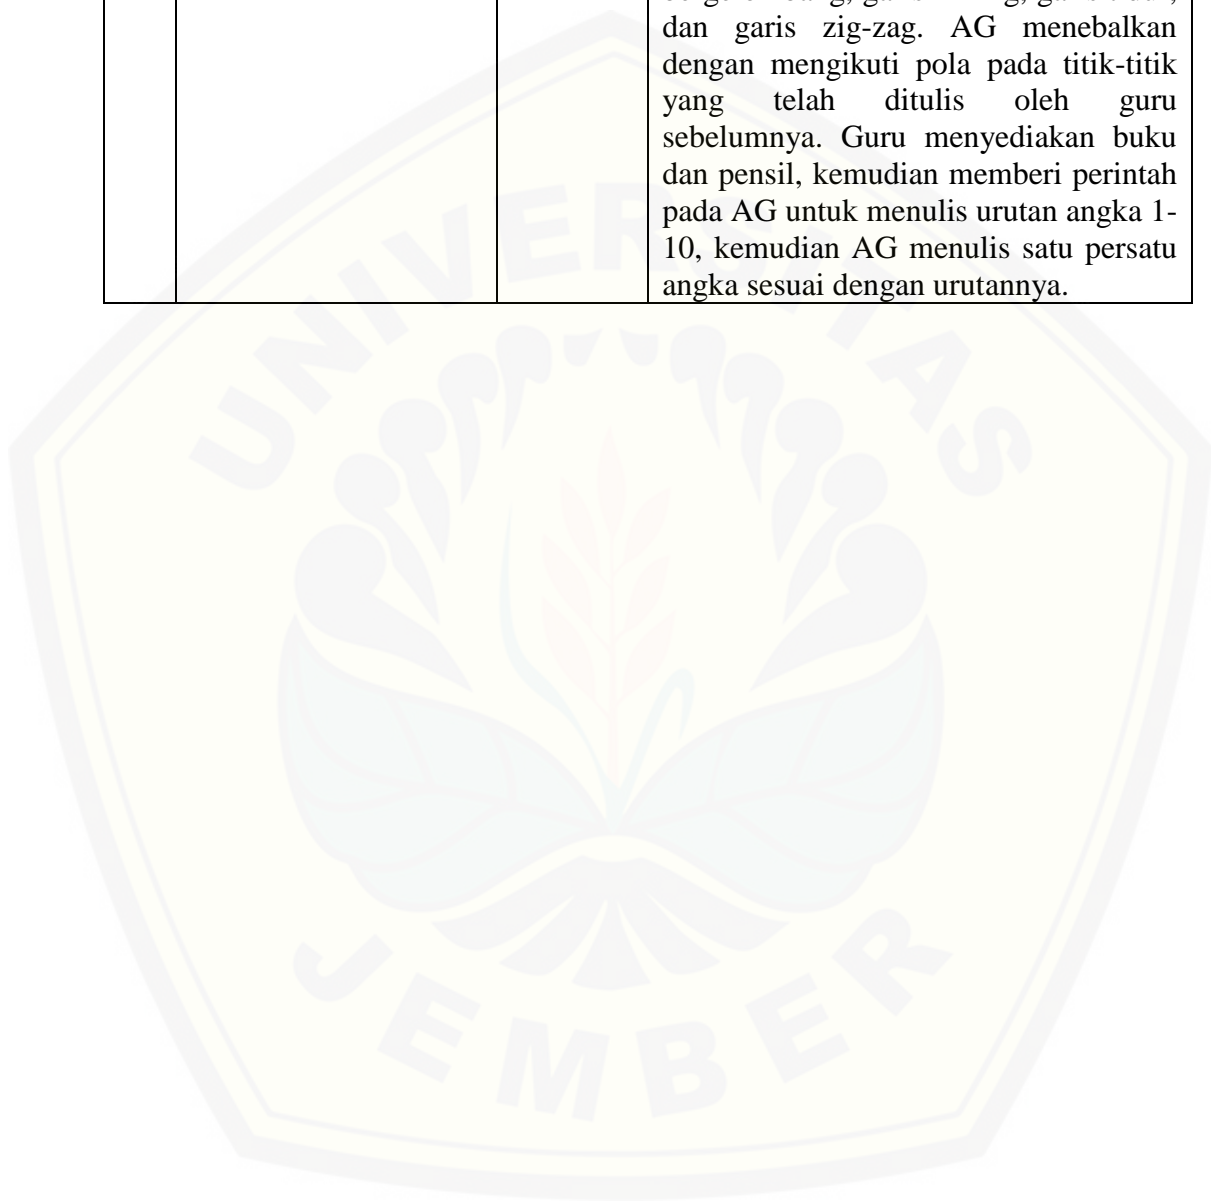 dan garis zig-zag. AG menebalkan
dengan mengikuti pola pada titik-titik
yang telah ditulis oleh guru
sebelumnya. Guru menyediakan buku
dan pensil, kemudian memberi perintah
pada AG untuk menulis urutan angka 1-
10, kemudian AG menulis satu persatu
angka sesuai dengan urutannya.
UNIVERSITAS
JEMBER